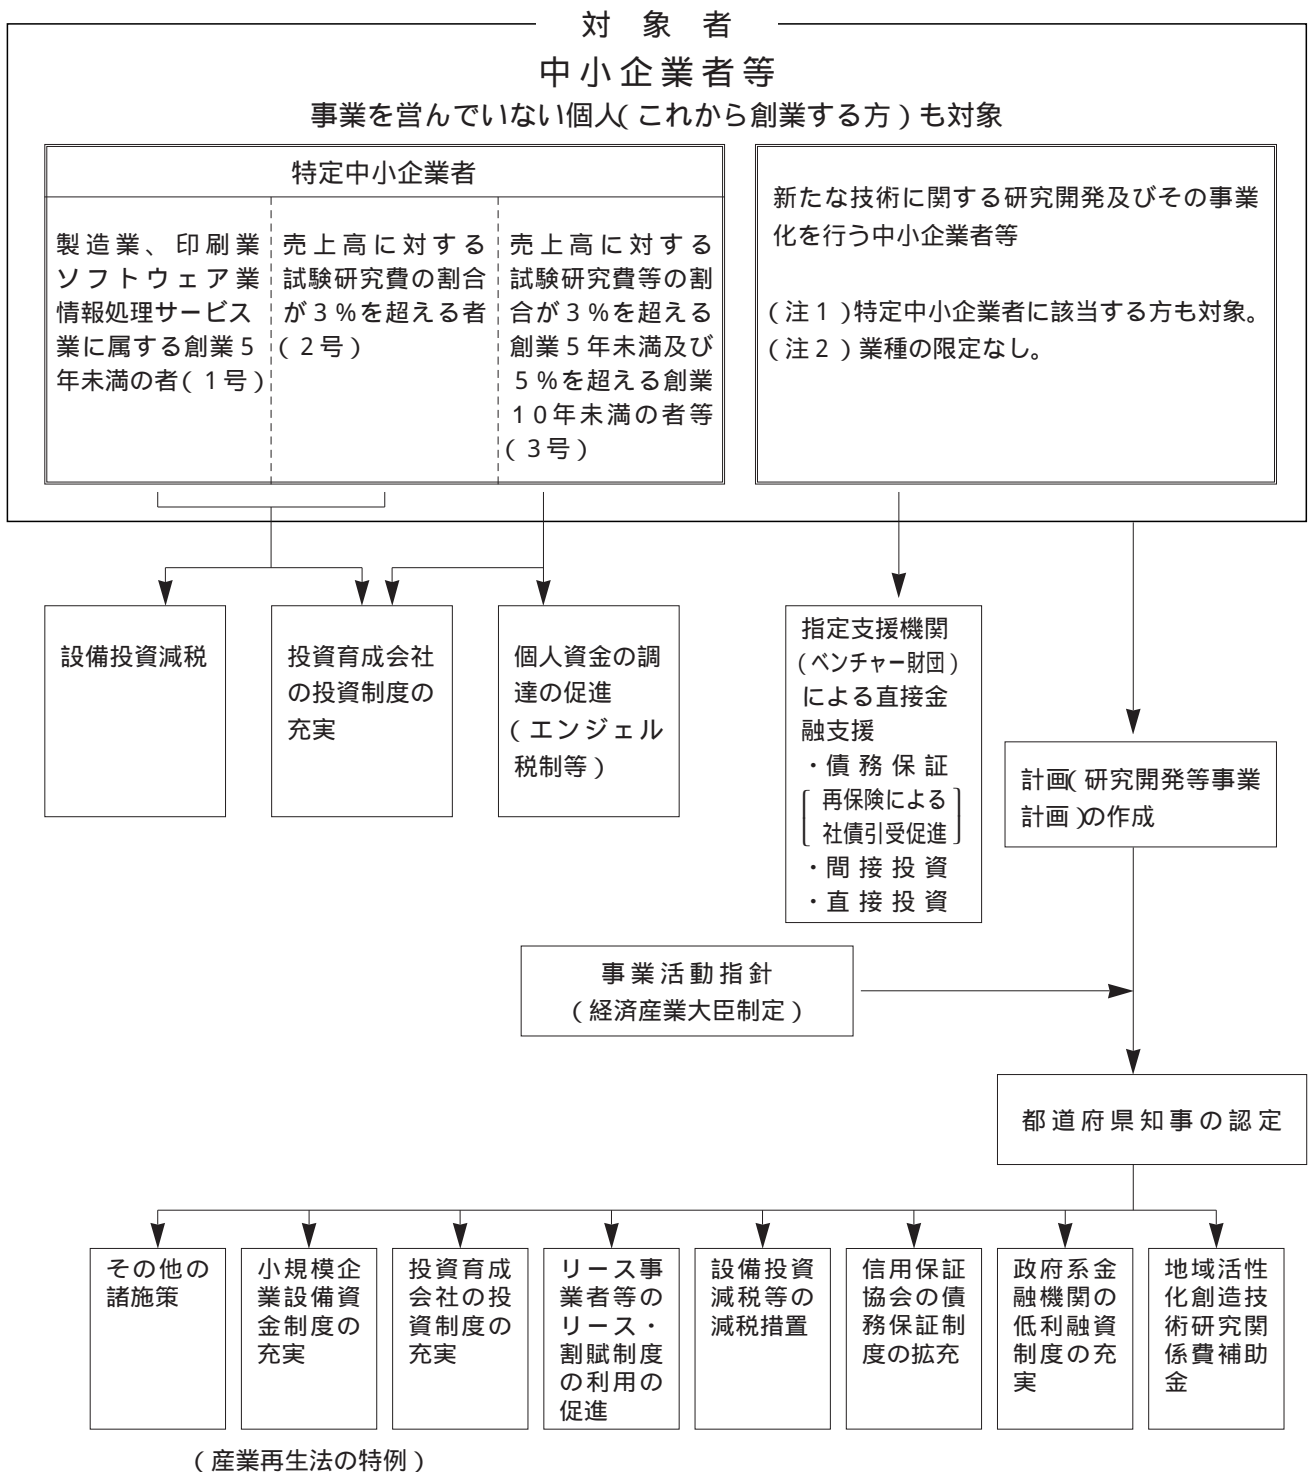 対象者
中小企業者等
事業を営んでいない個人(これから創業する方)も対象
特定中小企業者
製造業、印刷業
ソフトウェア業
情報処理サービス
業に属する創業5
年未満の者(1号)
売上高に対する
試験研究費の割合
が3%を超える者
(2号)
売上高に対する
試験研究費等の割
合が3%を超える
創業5年未満及び
5%を超える創業
10年未満の者等
(3号)
新たな技術に関する研究開発及びその事業
化を行う中小企業者等
(注1)特定中小企業者に該当する方も対象。
(注2)業種の限定なし。
設備投資減税
投資育成会社
の投資制度の
充実
個人資金の調
達の促進
(エンジェル
税制等)
指定支援機関
(ベンチャー財団)
による直接金
融支援
・債務保証
再保険による
社債引受促進
・間接投資
・直接投資
計画(研究開発等事業
計画)の作成
事業活動指針
(経済産業大臣制定)
都道府県知事の認定
その他の
諸施策
小規模企
業設備資
金制度の
充実
投資育成
会社の投
資制度の
充実
リース事
業者等の
リース・
割賦制度
の利用の
促進
設備投資
減税等の
減税措置
信用保証
協会の債
務保証制
度の拡充
政府系金
融機関の
低利融資
制度の充
実
地域活性
化創造技
術研究関
係費補助
金
(産業再生法の特例)